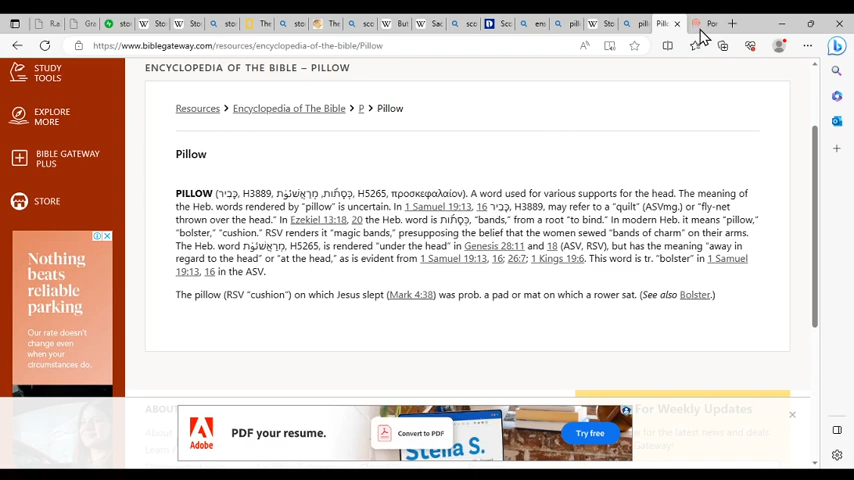 https://www.biblegateway.com/resources/encyclopedia-of-the-bible/Pillow
ENCYCLOPEDIA OF THE BIBLE – PILLOW
STUDY
TOOLS
EXPLORE
MORE
BIBLE GATEWAY
PLUS
STORE
Resources > Encyclopedia of The Bible > P > Pillow
Pillow
PILLOW (כְּבִיר, H3889, כְּסָתֹ֗ות, מְרַאֲשֹׁתָ֗יו, H5265, προσκεφαλαίον). A word used for various supports for the head. The meaning of
the Heb. words rendered by "pillow" is uncertain. In 1 Samuel 19:13, 16 כְּבִיר, H3889, may refer to a "quilt" (ASVmg.) or "fly-net
thrown over the head." In Ezekiel 13:18, 20 the Heb. word is כְּסָתֹ֗ות, "bands," from a root "to bind." In modern Heb. it means "pillow,"
"bolster," "cushion." RSV renders it "magic bands," presupposing the belief that the women sewed "bands of charm" on their arms.
The Heb. word מְרַאֲשֹׁתָ֗יו, H5265, is rendered "under the head" in Genesis 28:11 and 18 (ASV, RSV), but has the meaning "away in
regard to the head" or "at the head," as is evident from 1 Samuel 19:13, 16; 26:7; 1 Kings 19:6. This word is tr. "bolster" in 1 Samuel
19:13, 16 in the ASV.
The pillow (RSV "cushion") on which Jesus slept (Mark 4:38) was prob. a pad or mat on which a rower sat. (See also Bolster.)
Nothing
beats
reliable
parking
Our rate doesn't
change even
when your
circumstances do.
For Weekly Updates
Adobe
PDF your resume.
Convert to PDF
Stella S.
Try free